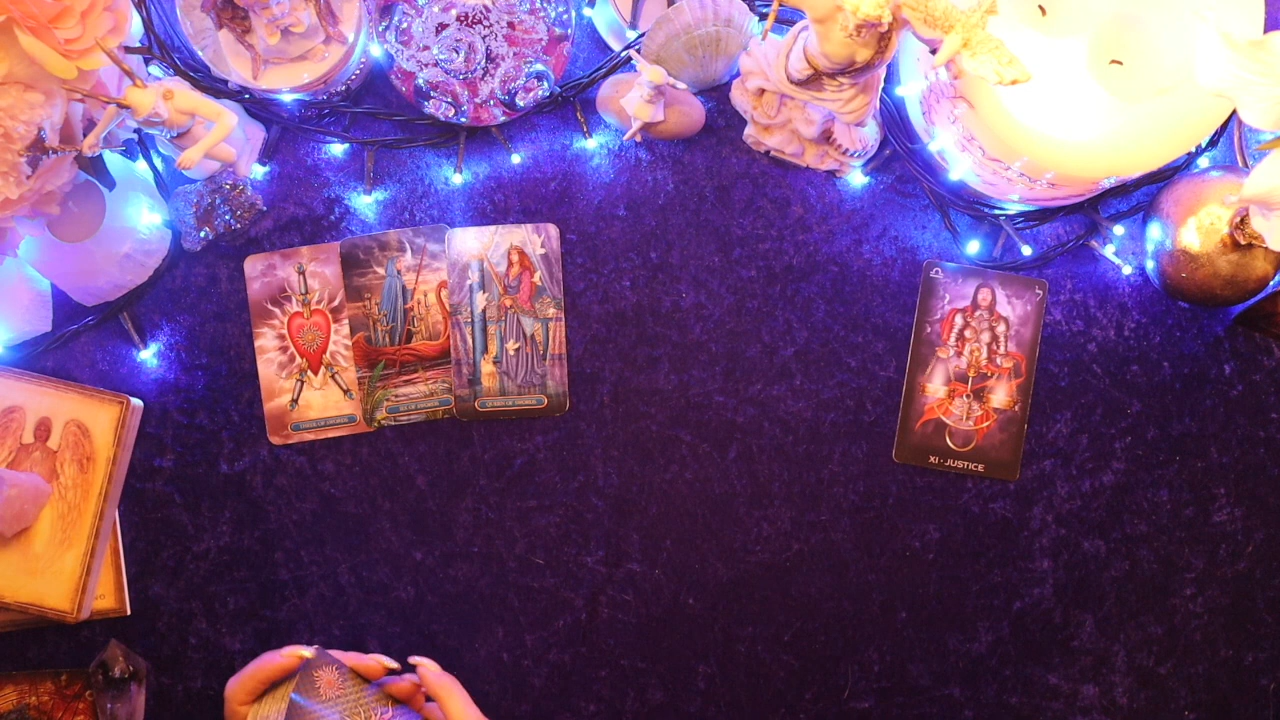 THREE OF SWORDS
SIX OF SWORDS
QUEEN OF SWORDS
ל
XI • JUSTICE